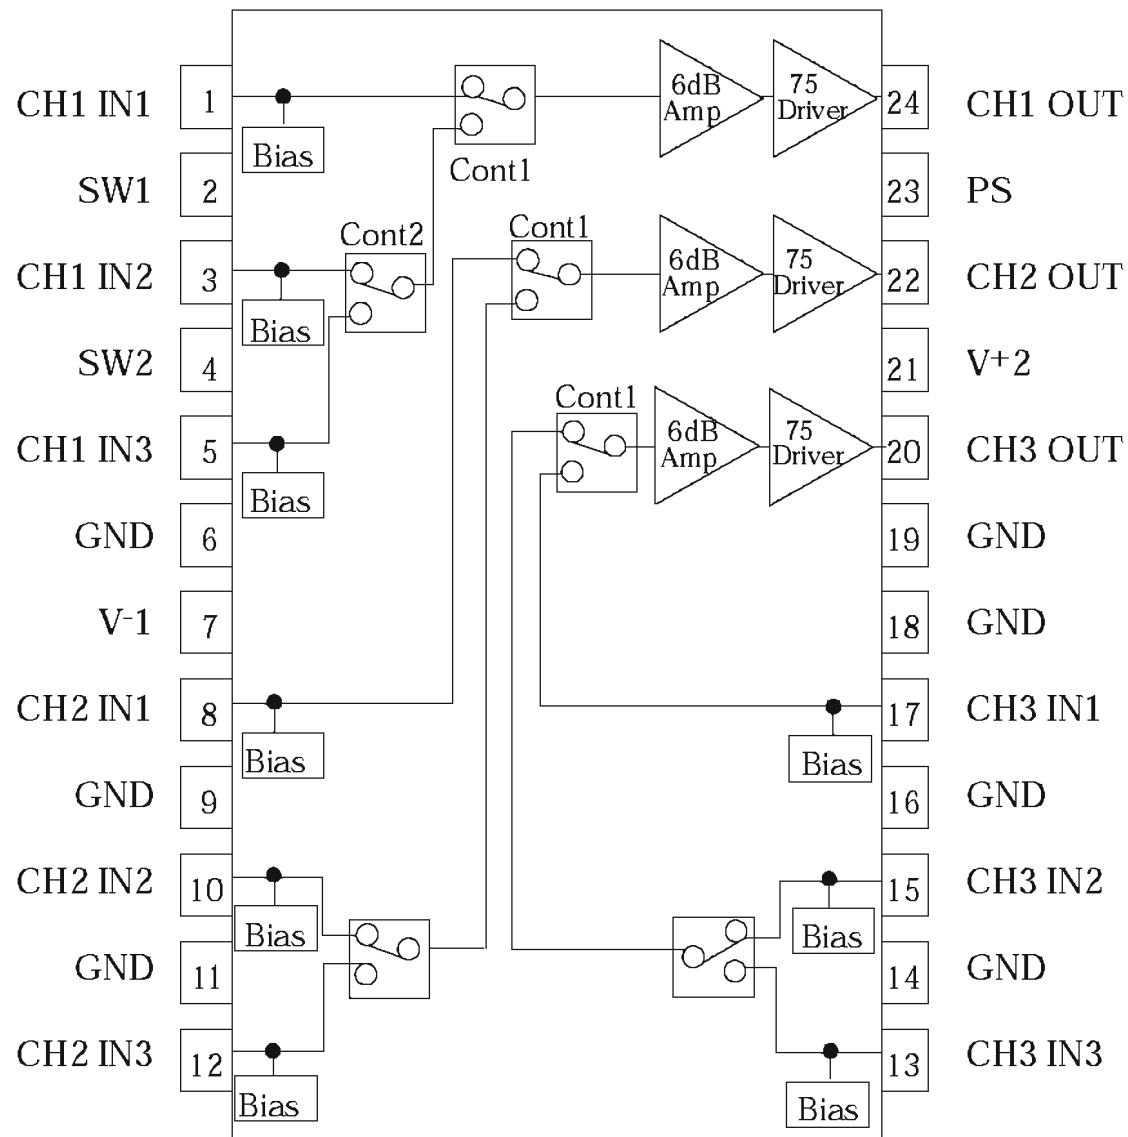 CH1 IN1
1
Bias
Cont1
6dB
Amp
75
Driver
24
CH1 OUT
SW1
2
23
PS
CH1 IN2
3
Bias
Cont2
Cont1
6dB
Amp
75
Driver
22
CH2 OUT
SW2
4
21
V+2
CH1 IN3
5
Bias
Cont1
6dB
Amp
75
Driver
20
CH3 OUT
GND
6
19
GND
V-1
7
18
GND
CH2 IN1
8
Bias
Bias
17
CH3 IN1
GND
9
16
GND
CH2 IN2
10
Bias
Bias
15
CH3 IN2
GND
11
14
GND
CH2 IN3
12
Bias
Bias
13
CH3 IN3